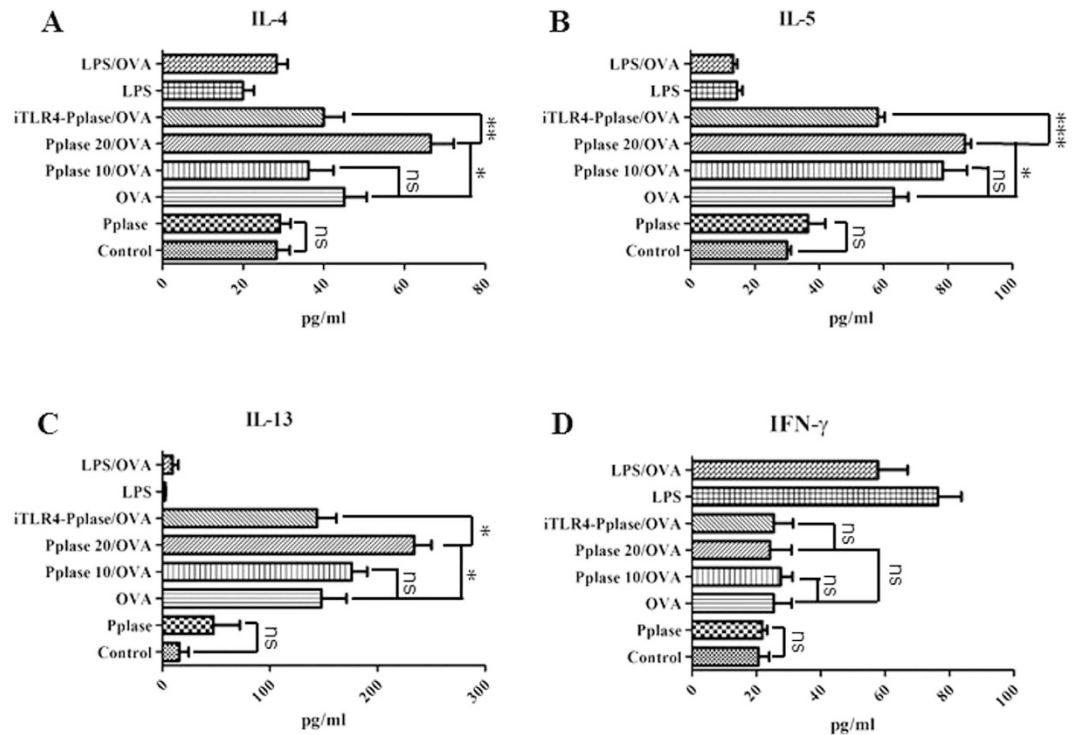 A
IL-4
LPS/OVA
LPS
iTLR4-Pplase/OVA
Pplase 20/OVA
Pplase 10/OVA
OVA
Pplase
Control
**
*
ns
ns
0
20
40
60
80
pg/ml
B
IL-5
LPS/OVA
LPS
iTLR4-Pplase/OVA
Pplase 20/OVA
Pplase 10/OVA
OVA
Pplase
Control
***
*
ns
ns
0
20
40
60
80
100
pg/ml
C
IL-13
LPS/OVA
LPS
iTLR4-Pplase/OVA
Pplase 20/OVA
Pplase 10/OVA
OVA
Pplase
Control
*
*
ns
ns
0
100
200
300
pg/ml
D
IFN-γ
LPS/OVA
LPS
iTLR4-Pplase/OVA
Pplase 20/OVA
Pplase 10/OVA
OVA
Pplase
Control
ns
ns
ns
ns
0
20
40
60
80
100
pg/ml